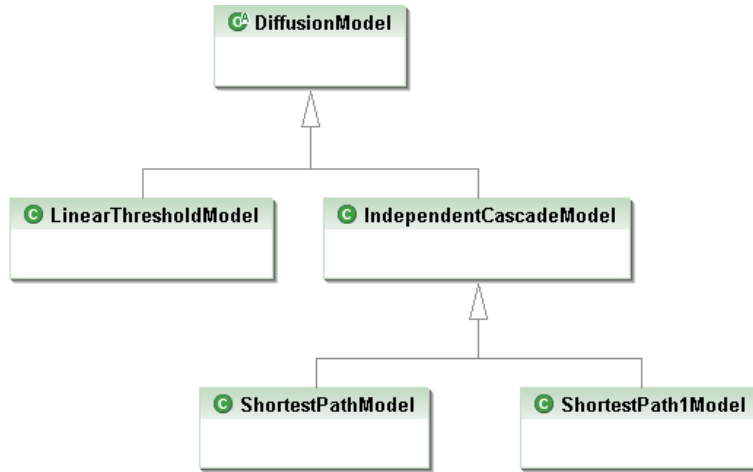 DiffusionModel
LinearThresholdModel
IndependentCascadeModel
ShortestPathModel
ShortestPath1Model